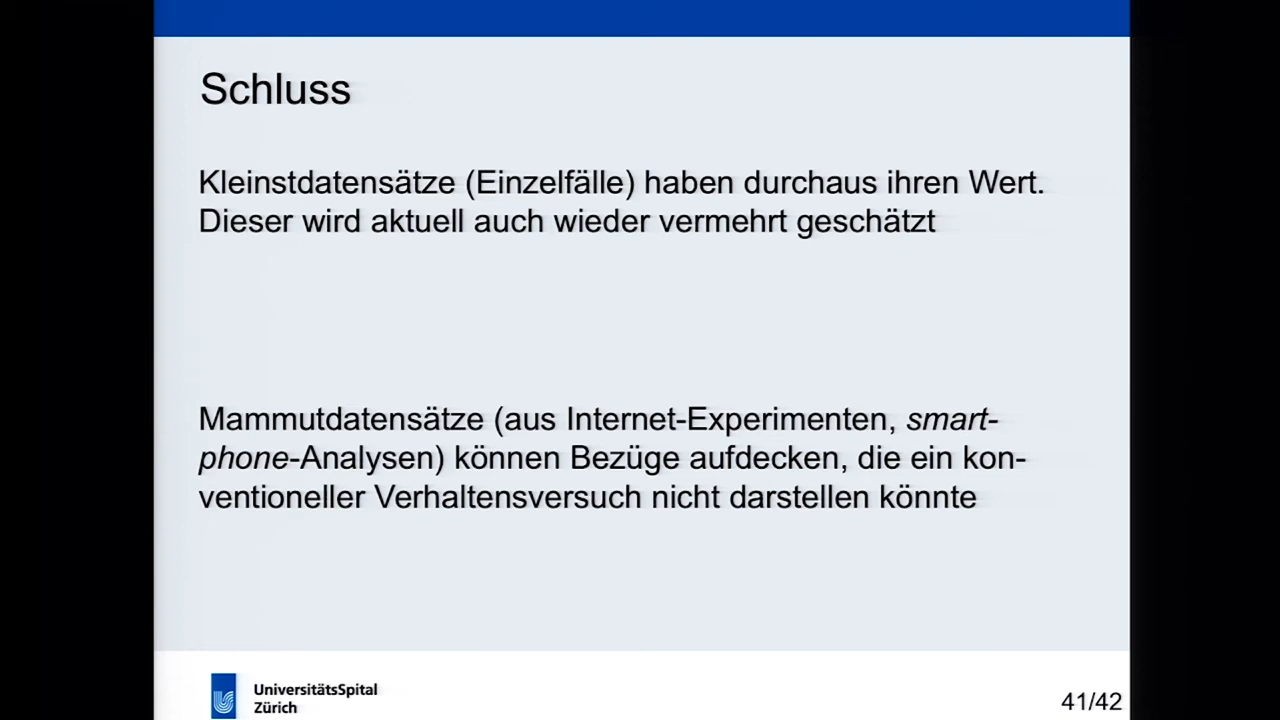 Schluss
Kleinstdatensätze (Einzelfälle) haben durchaus ihren Wert.
Dieser wird aktuell auch wieder vermehrt geschätzt
Mammutdatensätze (aus Internet-Experimenten, smart-
phone-Analysen) können Bezüge aufdecken, die ein kon-
ventioneller Verhaltensversuch nicht darstellen könnte
UniversitätsSpital
Zürich
41/42